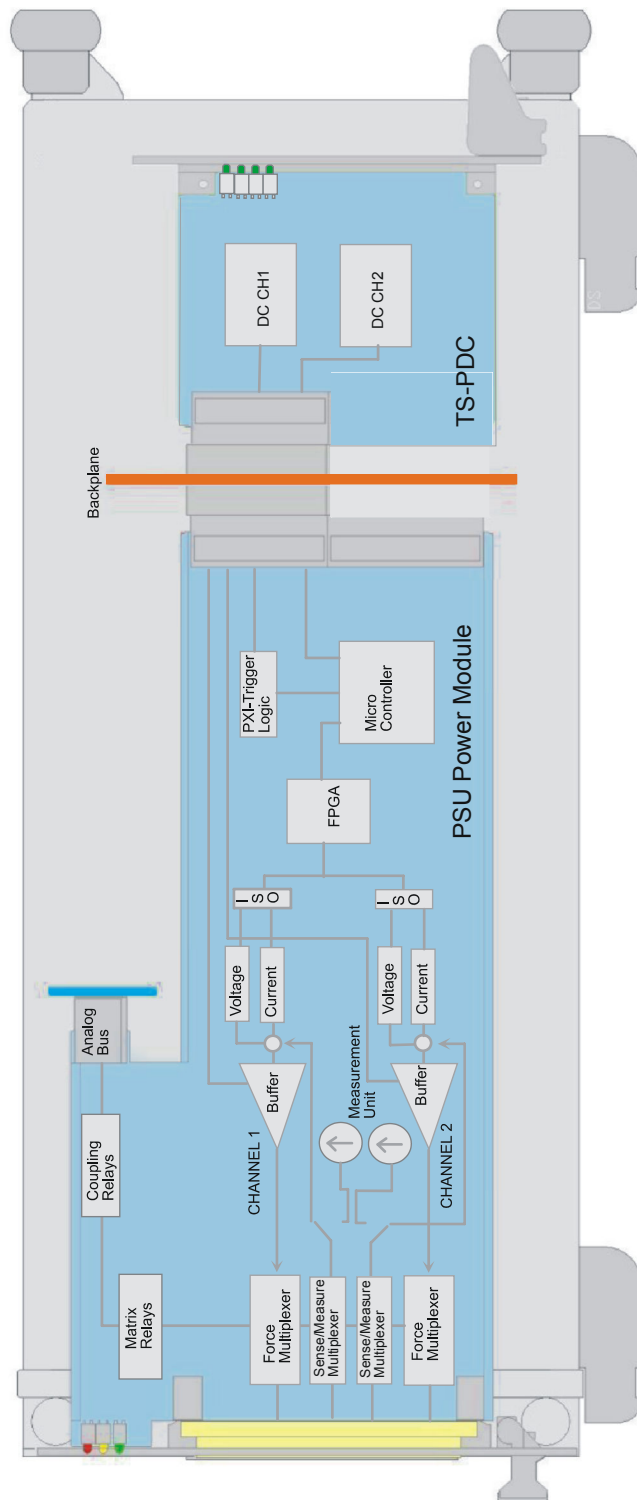 DC CH1
DC CH2
TS-PDC
Backplane
PXI-Trigger
Logic
Micro
Controller
PSU Power Module
FPGA
I S O
I S O
Voltage
Current
Voltage
Current
Analog
Bus
Buffer
Buffer
Measurement
Unit
CHANNEL 1
CHANNEL 2
Coupling
Relays
Matrix
Relays
Force
Multiplexer
Sense/Measure
Multiplexer
Sense/Measure
Multiplexer
Force
Multiplexer